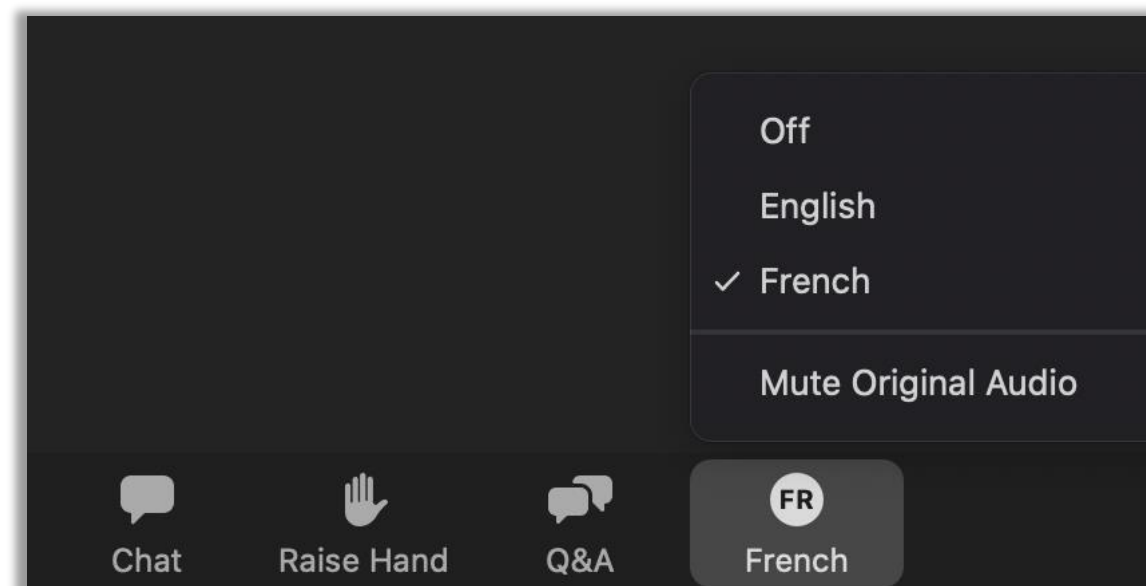 Off
English
French
Mute Original Audio
FR
Chat
Raise Hand
Q&A
French